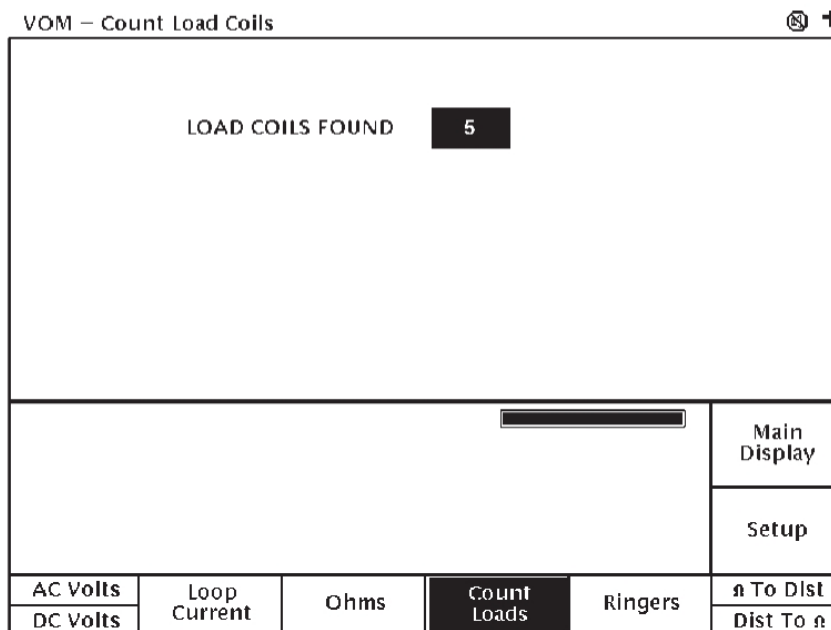 VOM – Count Load Coils
LOAD COILS FOUND 5
Main
Display
Setup
AC Volts
DC Volts
Loop
Current
Ohms
Count
Loads
Ringers
Ω To Dist
Dist To Ω